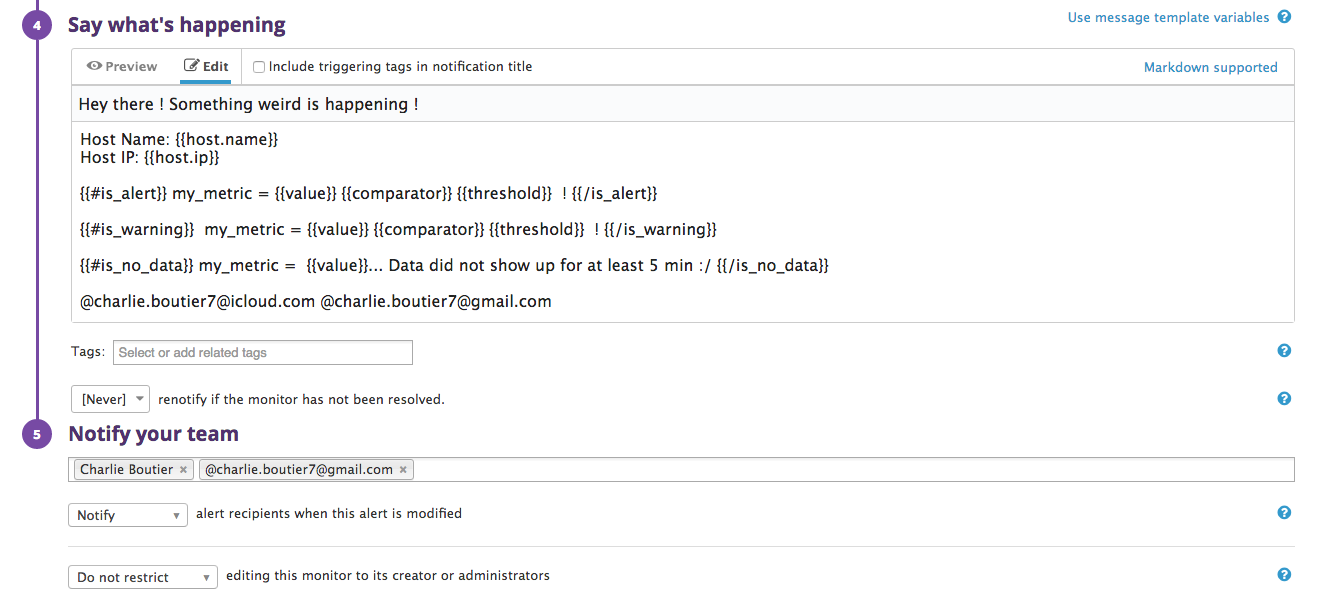 4 Say what's happening
Use message template variables ?
Preview Edit Include triggering tags in notification title Markdown supported
Hey there ! Something weird is happening !
Host Name: {{host.name}}
Host IP: {{host.ip}}
{{#is_alert}} my_metric = {{value}} {{comparator}} {{threshold}}  ! {{/is_alert}}
{{#is_warning}}  my_metric = {{value}} {{comparator}} {{threshold}}  ! {{/is_warning}}
{{#is_no_data}} my_metric =  {{value}}... Data did not show up for at least 5 min :/ {{/is_no_data}}
@charlie.boutier7@icloud.com @charlie.boutier7@gmail.com
Tags: Select or add related tags ?
[Never] renotify if the monitor has not been resolved. ?
5 Notify your team
Charlie Boutier × @charlie.boutier7@gmail.com ×
Notify alert recipients when this alert is modified ?
Do not restrict editing this monitor to its creator or administrators ?